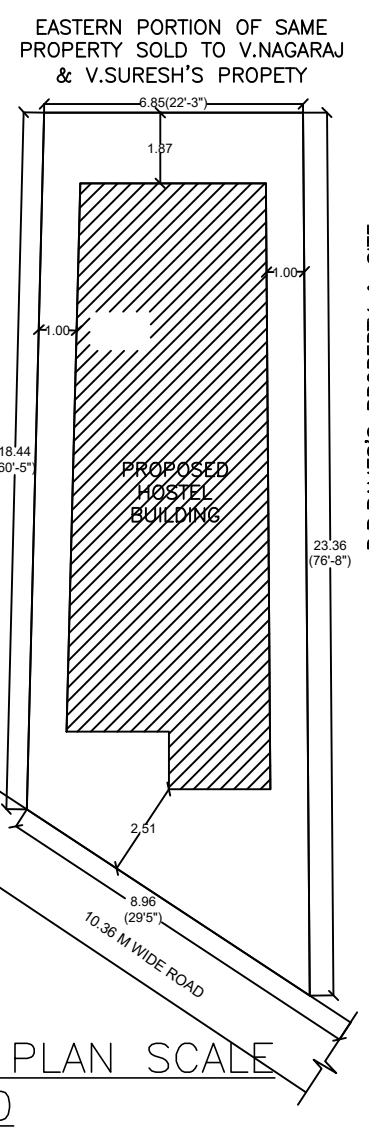 EASTERN PORTION OF SAME
PROPERTY SOLD TO V.NAGARAJ
& V.SURESH'S PROPETY
6.85(22'-3")
1.87
1.00
1.00
18.44
60'-5")
PROPOSED
HOSTEL
BUILDING
23.36
(76'-8")
2.51
8.96
(29'5")
10.36 M WIDE ROAD
PLAN SCALE